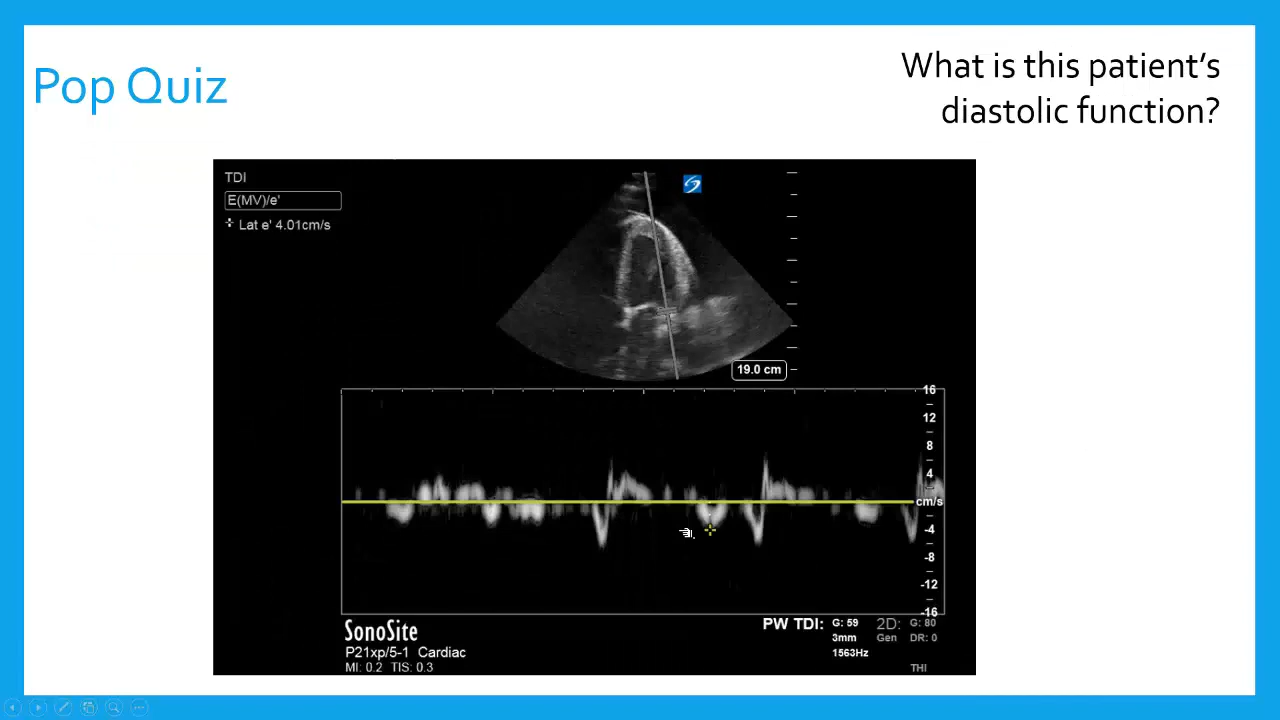 Pop Quiz
What is this patient's
diastolic function?
TDI
E(MV)/e'
Lat e' 4.01cm/s
19.0 cm
16
12
8
4
cm/s
-4
-8
-12
-16
SonoSite
P21xp/5-1 Cardiac
MI: 0.2 TIS: 0.3
PW TDI: G: 59 2D: G: 80
3mm Gen DR: 0
1563Hz
THI